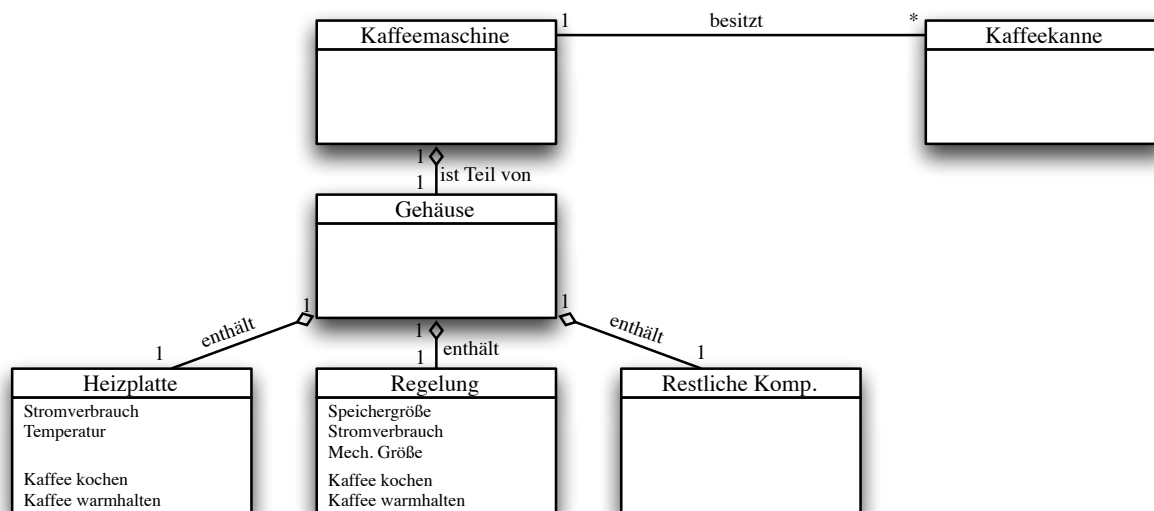 1 besitzt *
Kaffeemaschine Kaffeekanne
1
1 ist Teil von
Gehäuse
1 1
enthält 1 enthält
1 1 enthält 1
Heizplatte Regelung Restliche Komp.
Stromverbrauch Speichergröße
Temperatur Stromverbrauch
Mech. Größe
Kaffee kochen Kaffee kochen
Kaffee warmhalten Kaffee warmhalten